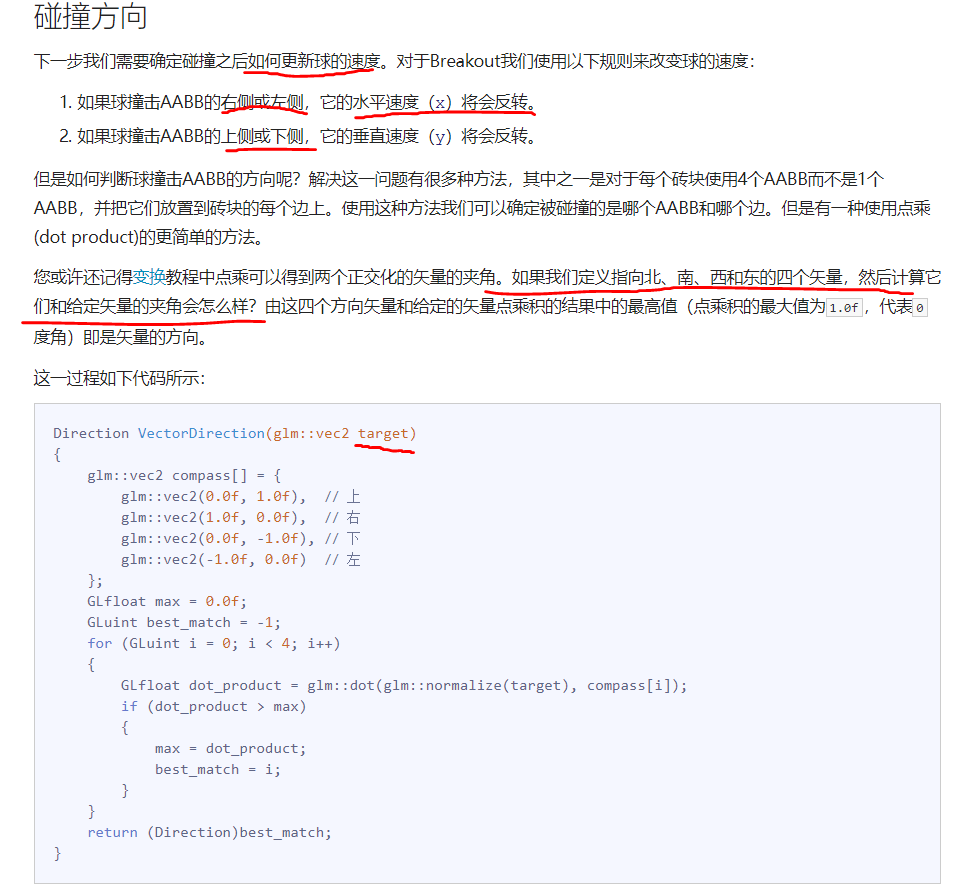 碰撞方向
下一步我们需要确定碰撞之后如何更新球的速度。对于Breakout我们使用以下规则来改变球的速度：
1. 如果球撞击AABB的右侧或左侧，它的水平速度（x）将会反转。
2. 如果球撞击AABB的上侧或下侧，它的垂直速度（y）将会反转。
但是如何判断球撞击AABB的方向呢？解决这一问题有很多种方法，其中之一是对于每个砖块使用4个AABB而不是1个
AABB，并把它们放置到砖块的每个边上。使用这种方法我们可以确定被碰撞的是哪个AABB和哪个边。但是有一种使用点乘
(dot product)的更简单的方法。
您或许还记得变换教程中点乘可以得到两个正交化的矢量的夹角。如果我们定义指向北、南、西和东的四个矢量，然后计算它
们和给定矢量的夹角会怎么样？由这四个方向矢量和给定的矢量点乘积的结果中的最高值（点乘积的最大值为1.0f，代表0
度角）即是矢量的方向。
这一过程如下代码所示：
Direction VectorDirection(glm::vec2 target)
{
    glm::vec2 compass[] = {
        glm::vec2(0.0f, 1.0f),  // 上
        glm::vec2(1.0f, 0.0f),  // 右
        glm::vec2(0.0f, -1.0f), // 下
        glm::vec2(-1.0f, 0.0f)  // 左
    };
    GLfloat max = 0.0f;
    GLuint best_match = -1;
    for (GLuint i = 0; i < 4; i++)
    {
        GLfloat dot_product = glm::dot(glm::normalize(target), compass[i]);
        if (dot_product > max)
        {
            max = dot_product;
            best_match = i;
        }
    }
    return (Direction)best_match;
}